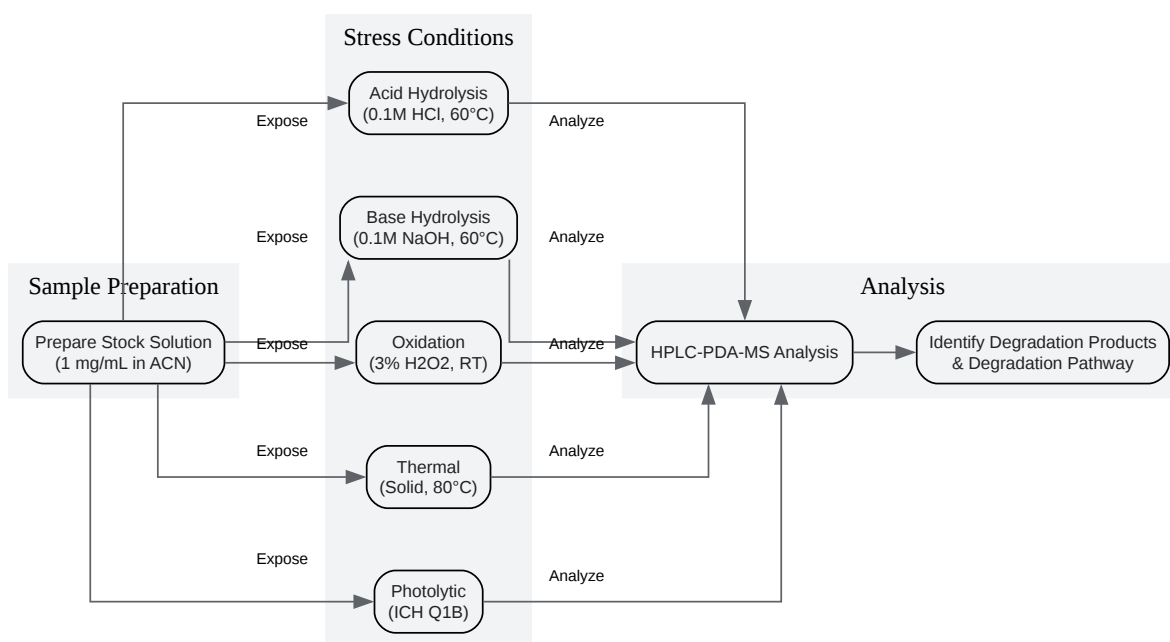 Stress Conditions
Acid Hydrolysis
(0.1M HCl, 60°C)
Expose
Analyze
Base Hydrolysis
(0.1M NaOH, 60°C)
Expose
Analyze
Sample Preparation
Analysis
Prepare Stock Solution
(1 mg/mL in ACN)
Expose
Oxidation
(3% H2O2, RT)
Analyze
HPLC-PDA-MS Analysis
Identify Degradation Products
& Degradation Pathway
Expose
Analyze
Thermal
(Solid, 80°C)
Expose
Analyze
Photolytic
(ICH Q1B)